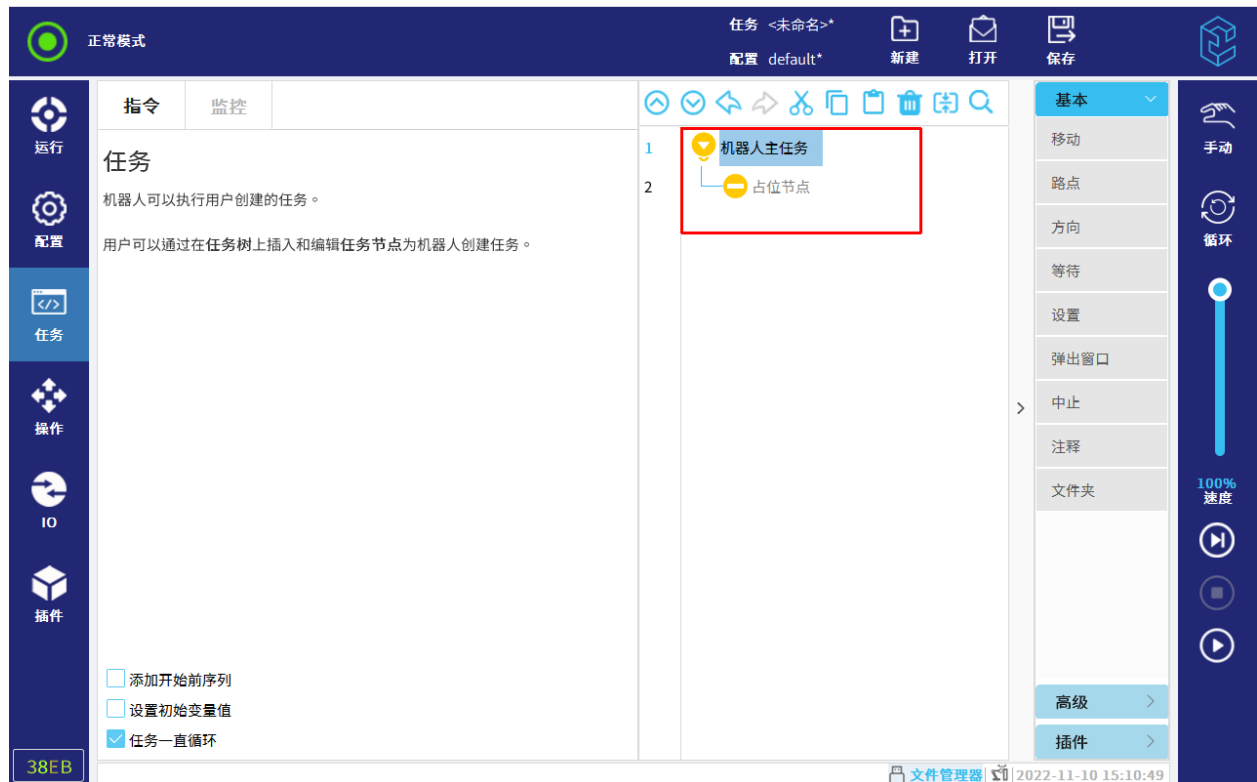 正常模式
任务 <未命名>*
配置 default*
新建
打开
保存
运行
配置
任务
操作
IO
插件
38EB
指令
监控
任务
机器人可以执行用户创建的任务。
用户可以通过在任务树上插入和编辑任务节点为机器人创建任务。
添加开始前序列
设置初始变量值
任务一直循环
1
机器人主任务
2
占位节点
基本
移动
路点
方向
等待
设置
弹出窗口
中止
注释
文件夹
高级
插件
手动
循环
100%
速度
文件管理器
2022-11-10 15:10:49